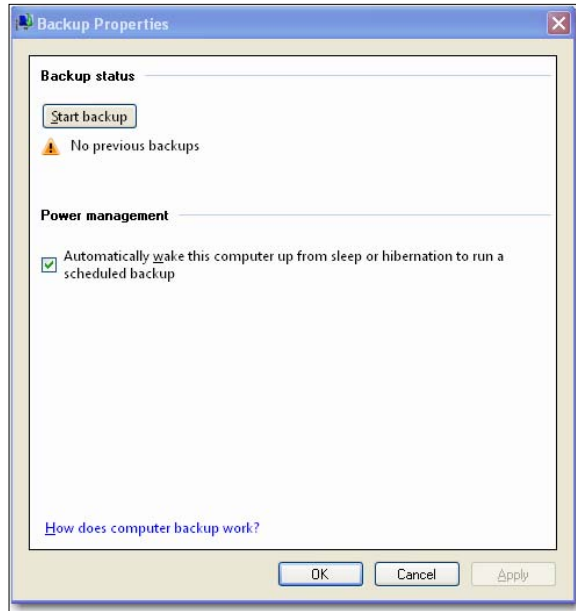 Backup Properties
Backup status
Start backup
No previous backups
Power management
Automatically wake this computer up from sleep or hibernation to run a
scheduled backup
How does computer backup work?
OK
Cancel
Apply